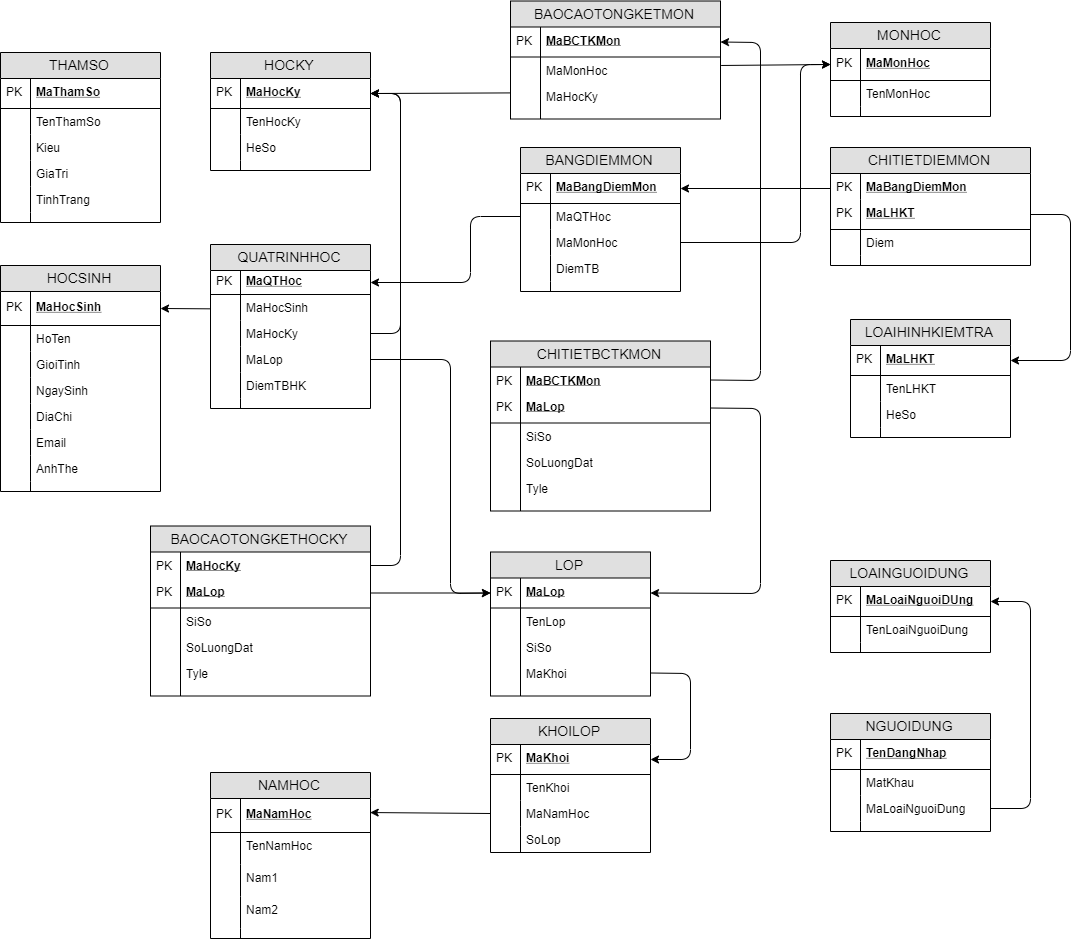 BAOCAOTONGKETMON
PK MaBCTKMon
MaMonHoc
MaHocKy
MONHOC
PK MaMonHoc
TenMonHoc
THAMSO
PK MaThamSo
TenThamSo
Kieu
GiaTri
TinhTrang
HOCKY
PK MaHocKy
TenHocKy
HeSo
BANGDIEMMON
PK MaBangDiemMon
MaQTHoc
MaMonHoc
DiemTB
CHITIETDIEMMON
PK MaBangDiemMon
PK MaLHKT
Diem
HOCSINH
PK MaHocSinh
HoTen
GioiTinh
NgaySinh
DiaChi
Email
AnhThe
QUATRINHHOC
PK MaQTHoc
MaHocSinh
MaHocKy
MaLop
DiemTBHK
CHITIETBCTKMON
PK MaBCTKMon
PK MaLop
SiSo
SoLuongDat
Tyle
LOAIHINHKIEMTRA
PK MaLHKT
TenLHKT
HeSo
BAOCAOTONGKETHOCKY
PK MaHocKy
PK MaLop
SiSo
SoLuongDat
Tyle
LOP
PK MaLop
TenLop
SiSo
MaKhoi
LOAINGUOIDUNG
PK MaLoaiNguoiDUng
TenLoaiNguoiDung
KHOILOP
PK MaKhoi
TenKhoi
MaNamHoc
SoLop
NGUOIDUNG
PK TenDangNhap
MatKhau
MaLoaiNguoiDung
NAMHOC
PK MaNamHoc
TenNamHoc
Nam1
Nam2